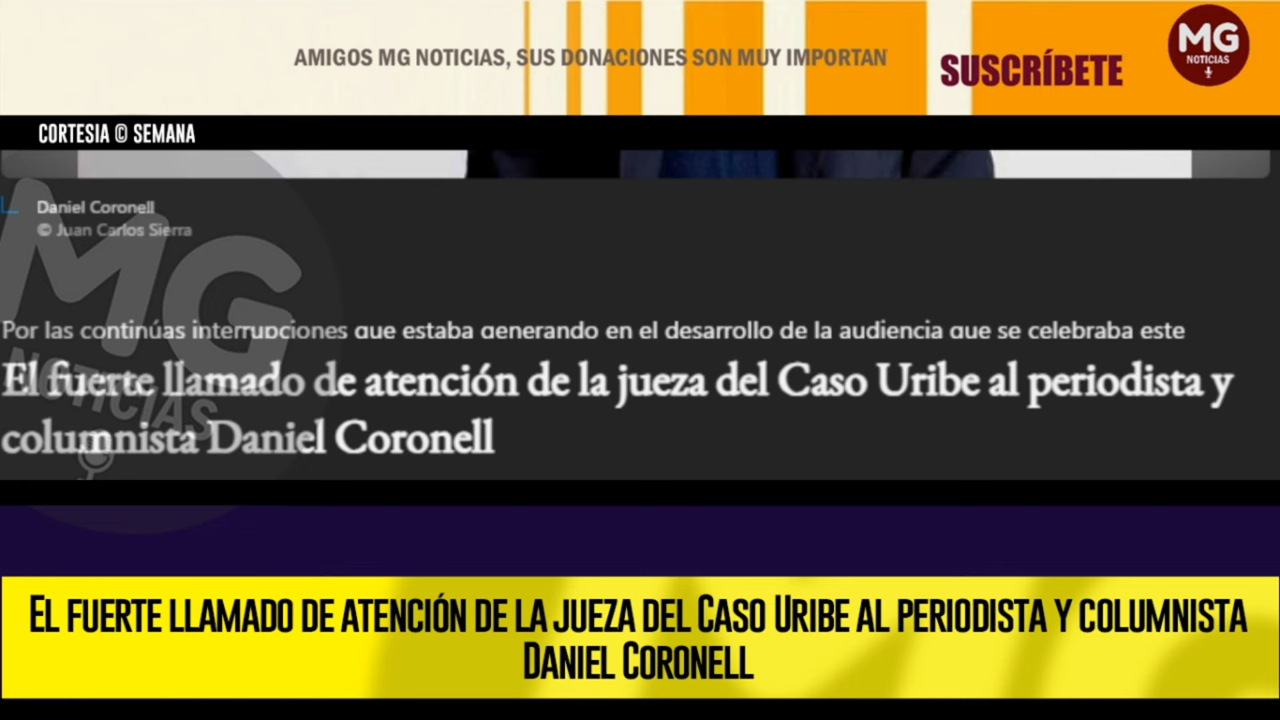 AMIGOS MG NOTICIAS, SUS DONACIONES SON MUY IMPORTAN
SUSCRÍBETE
MG
NOTICIAS
CORTESIA © SEMANA
Daniel Coronell
© Juan Carlos Sierra
Por las continúas interrupciones que estaba generando en el desarrollo de la audiencia que se celebraba este
El fuerte llamado de atención de la jueza del Caso Uribe al periodista y
columnista Daniel Coronell
MG
NOTICIAS
El fuerte llamado de atención de la jueza del Caso Uribe al periodista y columnista
Daniel Coronell